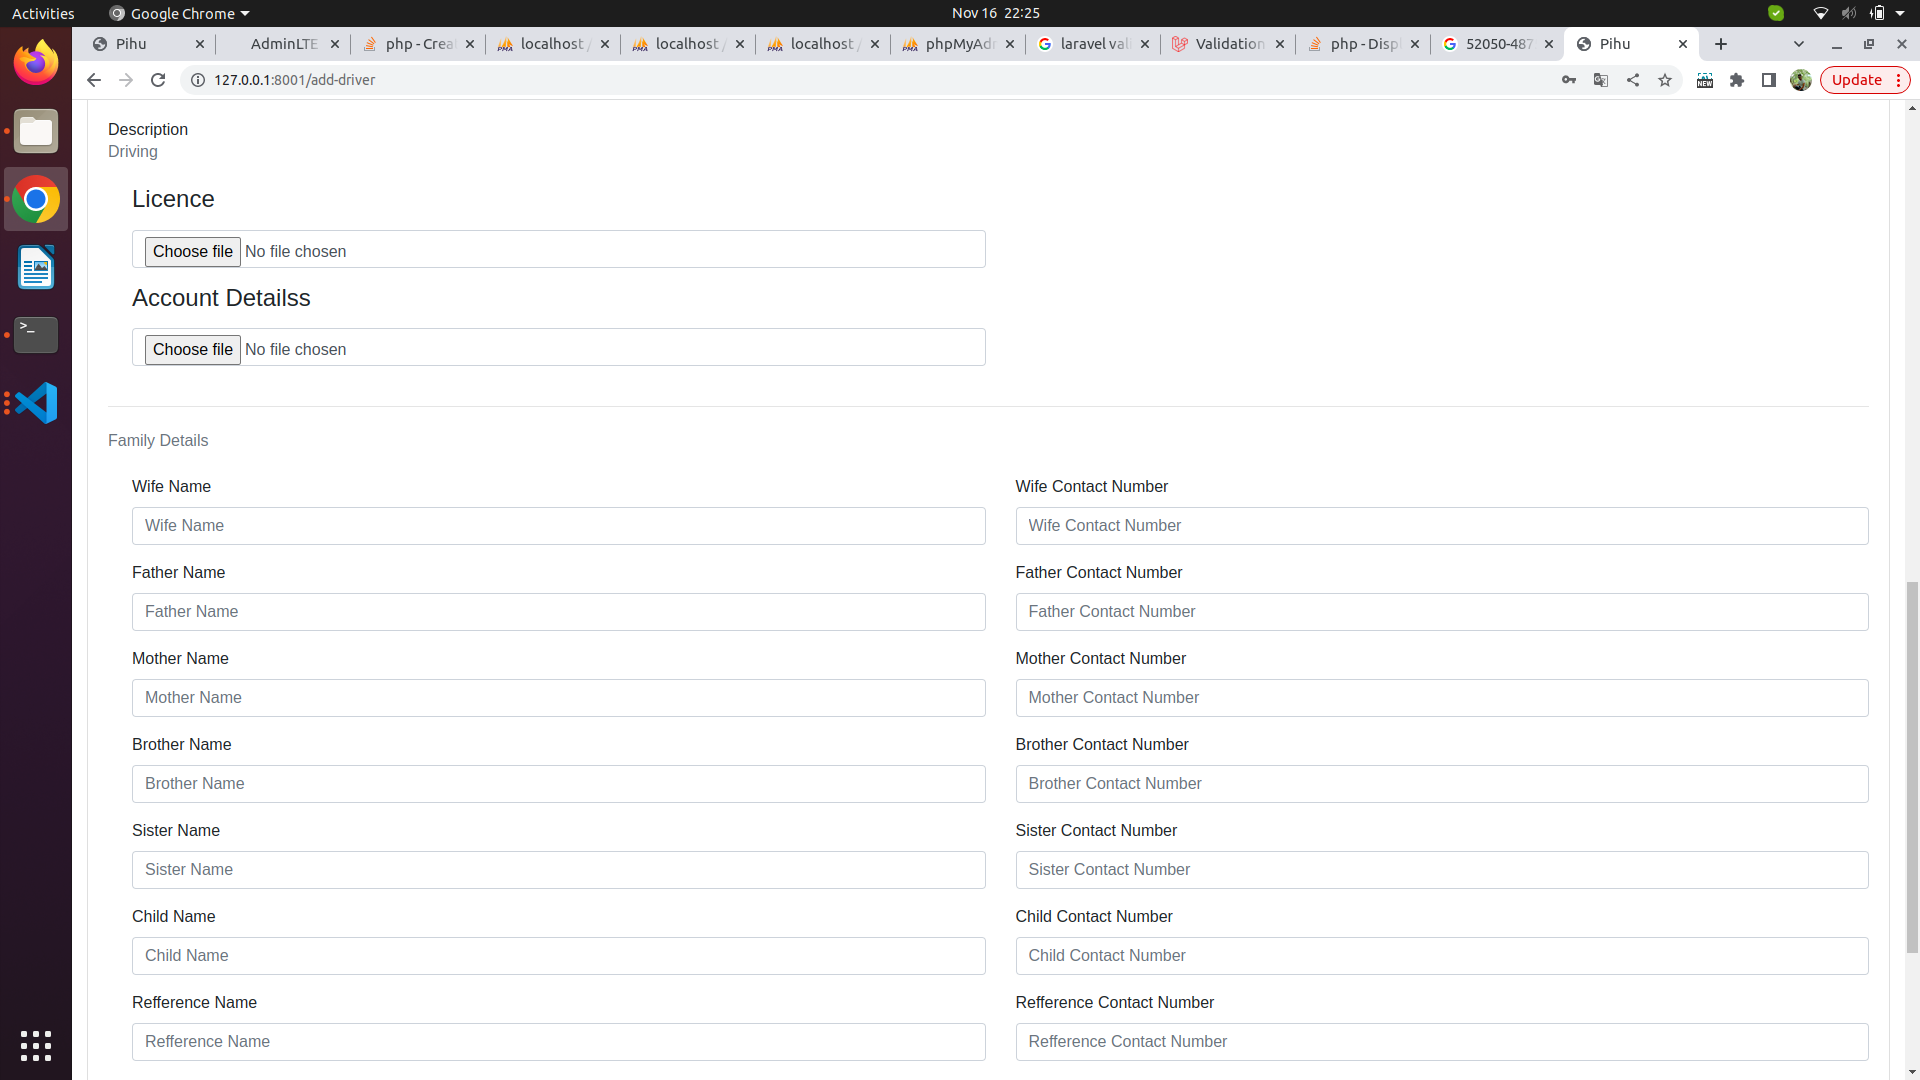 Activities Google Chrome Nov 16 22:25
Pihu AdminLTE php - Crea localhost / localhost / localhost / phpMyAd laravel val Validation php - Disp 52050-487 Pihu
127.0.0.1:8001/add-driver NEW Update
Description
Driving
Licence
Choose file No file chosen
Account Detailss
Choose file No file chosen
Family Details
Wife Name Wife Contact Number
Wife Name Wife Contact Number
Father Name Father Contact Number
Father Name Father Contact Number
Mother Name Mother Contact Number
Mother Name Mother Contact Number
Brother Name Brother Contact Number
Brother Name Brother Contact Number
Sister Name Sister Contact Number
Sister Name Sister Contact Number
Child Name Child Contact Number
Child Name Child Contact Number
Refference Name Refference Contact Number
Refference Name Refference Contact Number